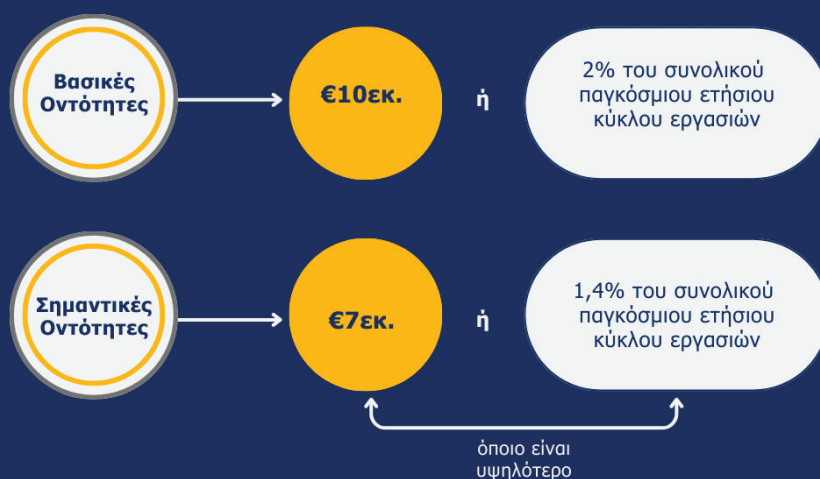 Βασικές
Οντότητες
€10εκ.
ή
2% του συνολικού
παγκόσμιου ετήσιου
κύκλου εργασιών
Σημαντικές
Οντότητες
€7εκ.
ή
1,4% του συνολικού
παγκόσμιου ετήσιου
κύκλου εργασιών
όποιο είναι
υψηλότερο